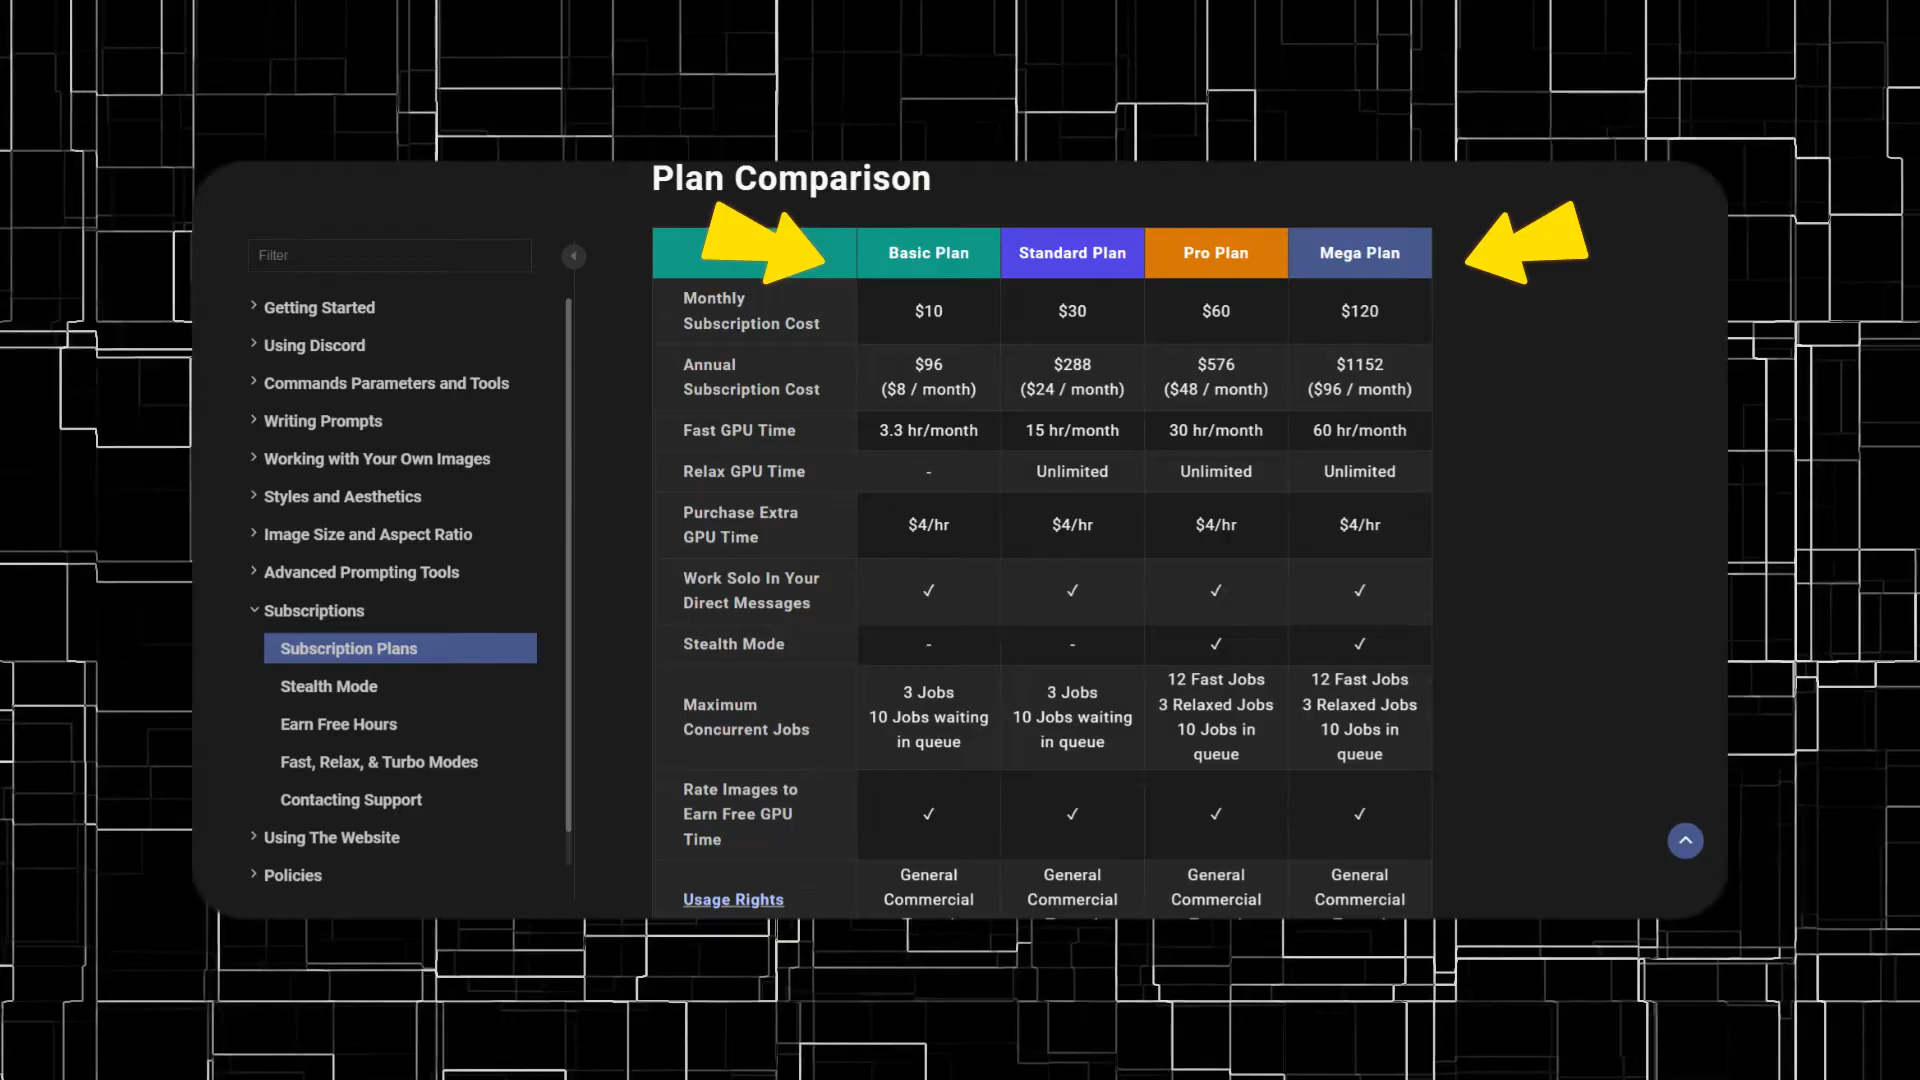 Plan Comparison
Filter
Getting Started
Using Discord
Commands Parameters and Tools
Writing Prompts
Working with Your Own Images
Styles and Aesthetics
Image Size and Aspect Ratio
Advanced Prompting Tools
Subscriptions
Subscription Plans
Stealth Mode
Earn Free Hours
Fast, Relax, & Turbo Modes
Contacting Support
Using The Website
Policies
Basic Plan Standard Plan Pro Plan Mega Plan
Monthly
Subscription Cost $10 $30 $60 $120
Annual $96 $288 $576 $1152
Subscription Cost ($8 / month) ($24 / month) ($48 / month) ($96 / month)
Fast GPU Time 3.3 hr/month 15 hr/month 30 hr/month 60 hr/month
Relax GPU Time - Unlimited Unlimited Unlimited
Purchase Extra
GPU Time $4/hr $4/hr $4/hr $4/hr
Work Solo In Your
Direct Messages ✓ ✓ ✓ ✓
Stealth Mode - - ✓ ✓
Maximum
Concurrent Jobs
3 Jobs
10 Jobs waiting
in queue
3 Jobs
10 Jobs waiting
in queue
12 Fast Jobs
3 Relaxed Jobs
10 Jobs in
queue
12 Fast Jobs
3 Relaxed Jobs
10 Jobs in
queue
Rate Images to
Earn Free GPU
Time ✓ ✓ ✓ ✓
Usage Rights
General
Commercial
General
Commercial
General
Commercial
General
Commercial